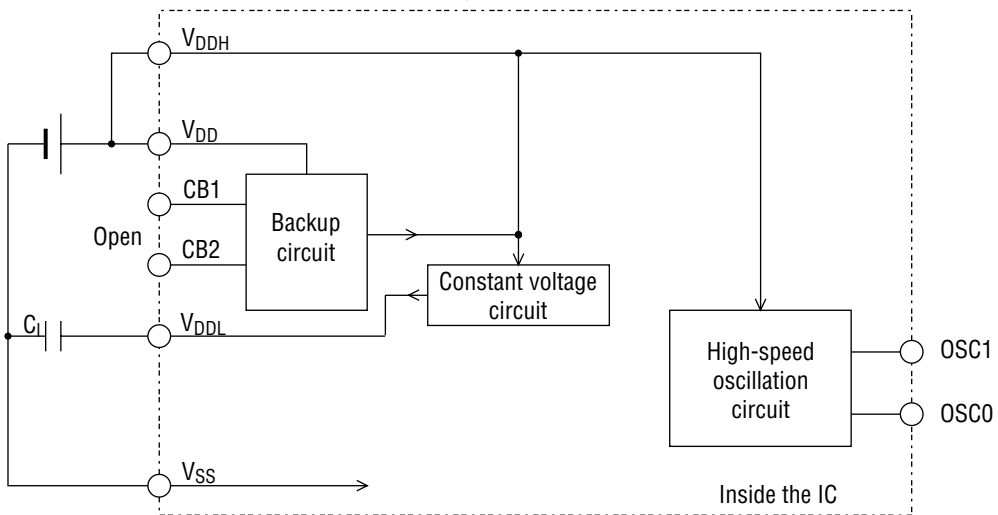 VDDH
VDD
CB1
Open
CB2
Backup
circuit
Constant voltage
circuit
CI
VDDL
High-speed
oscillation
circuit
OSC1
OSC0
VSS
Inside the IC